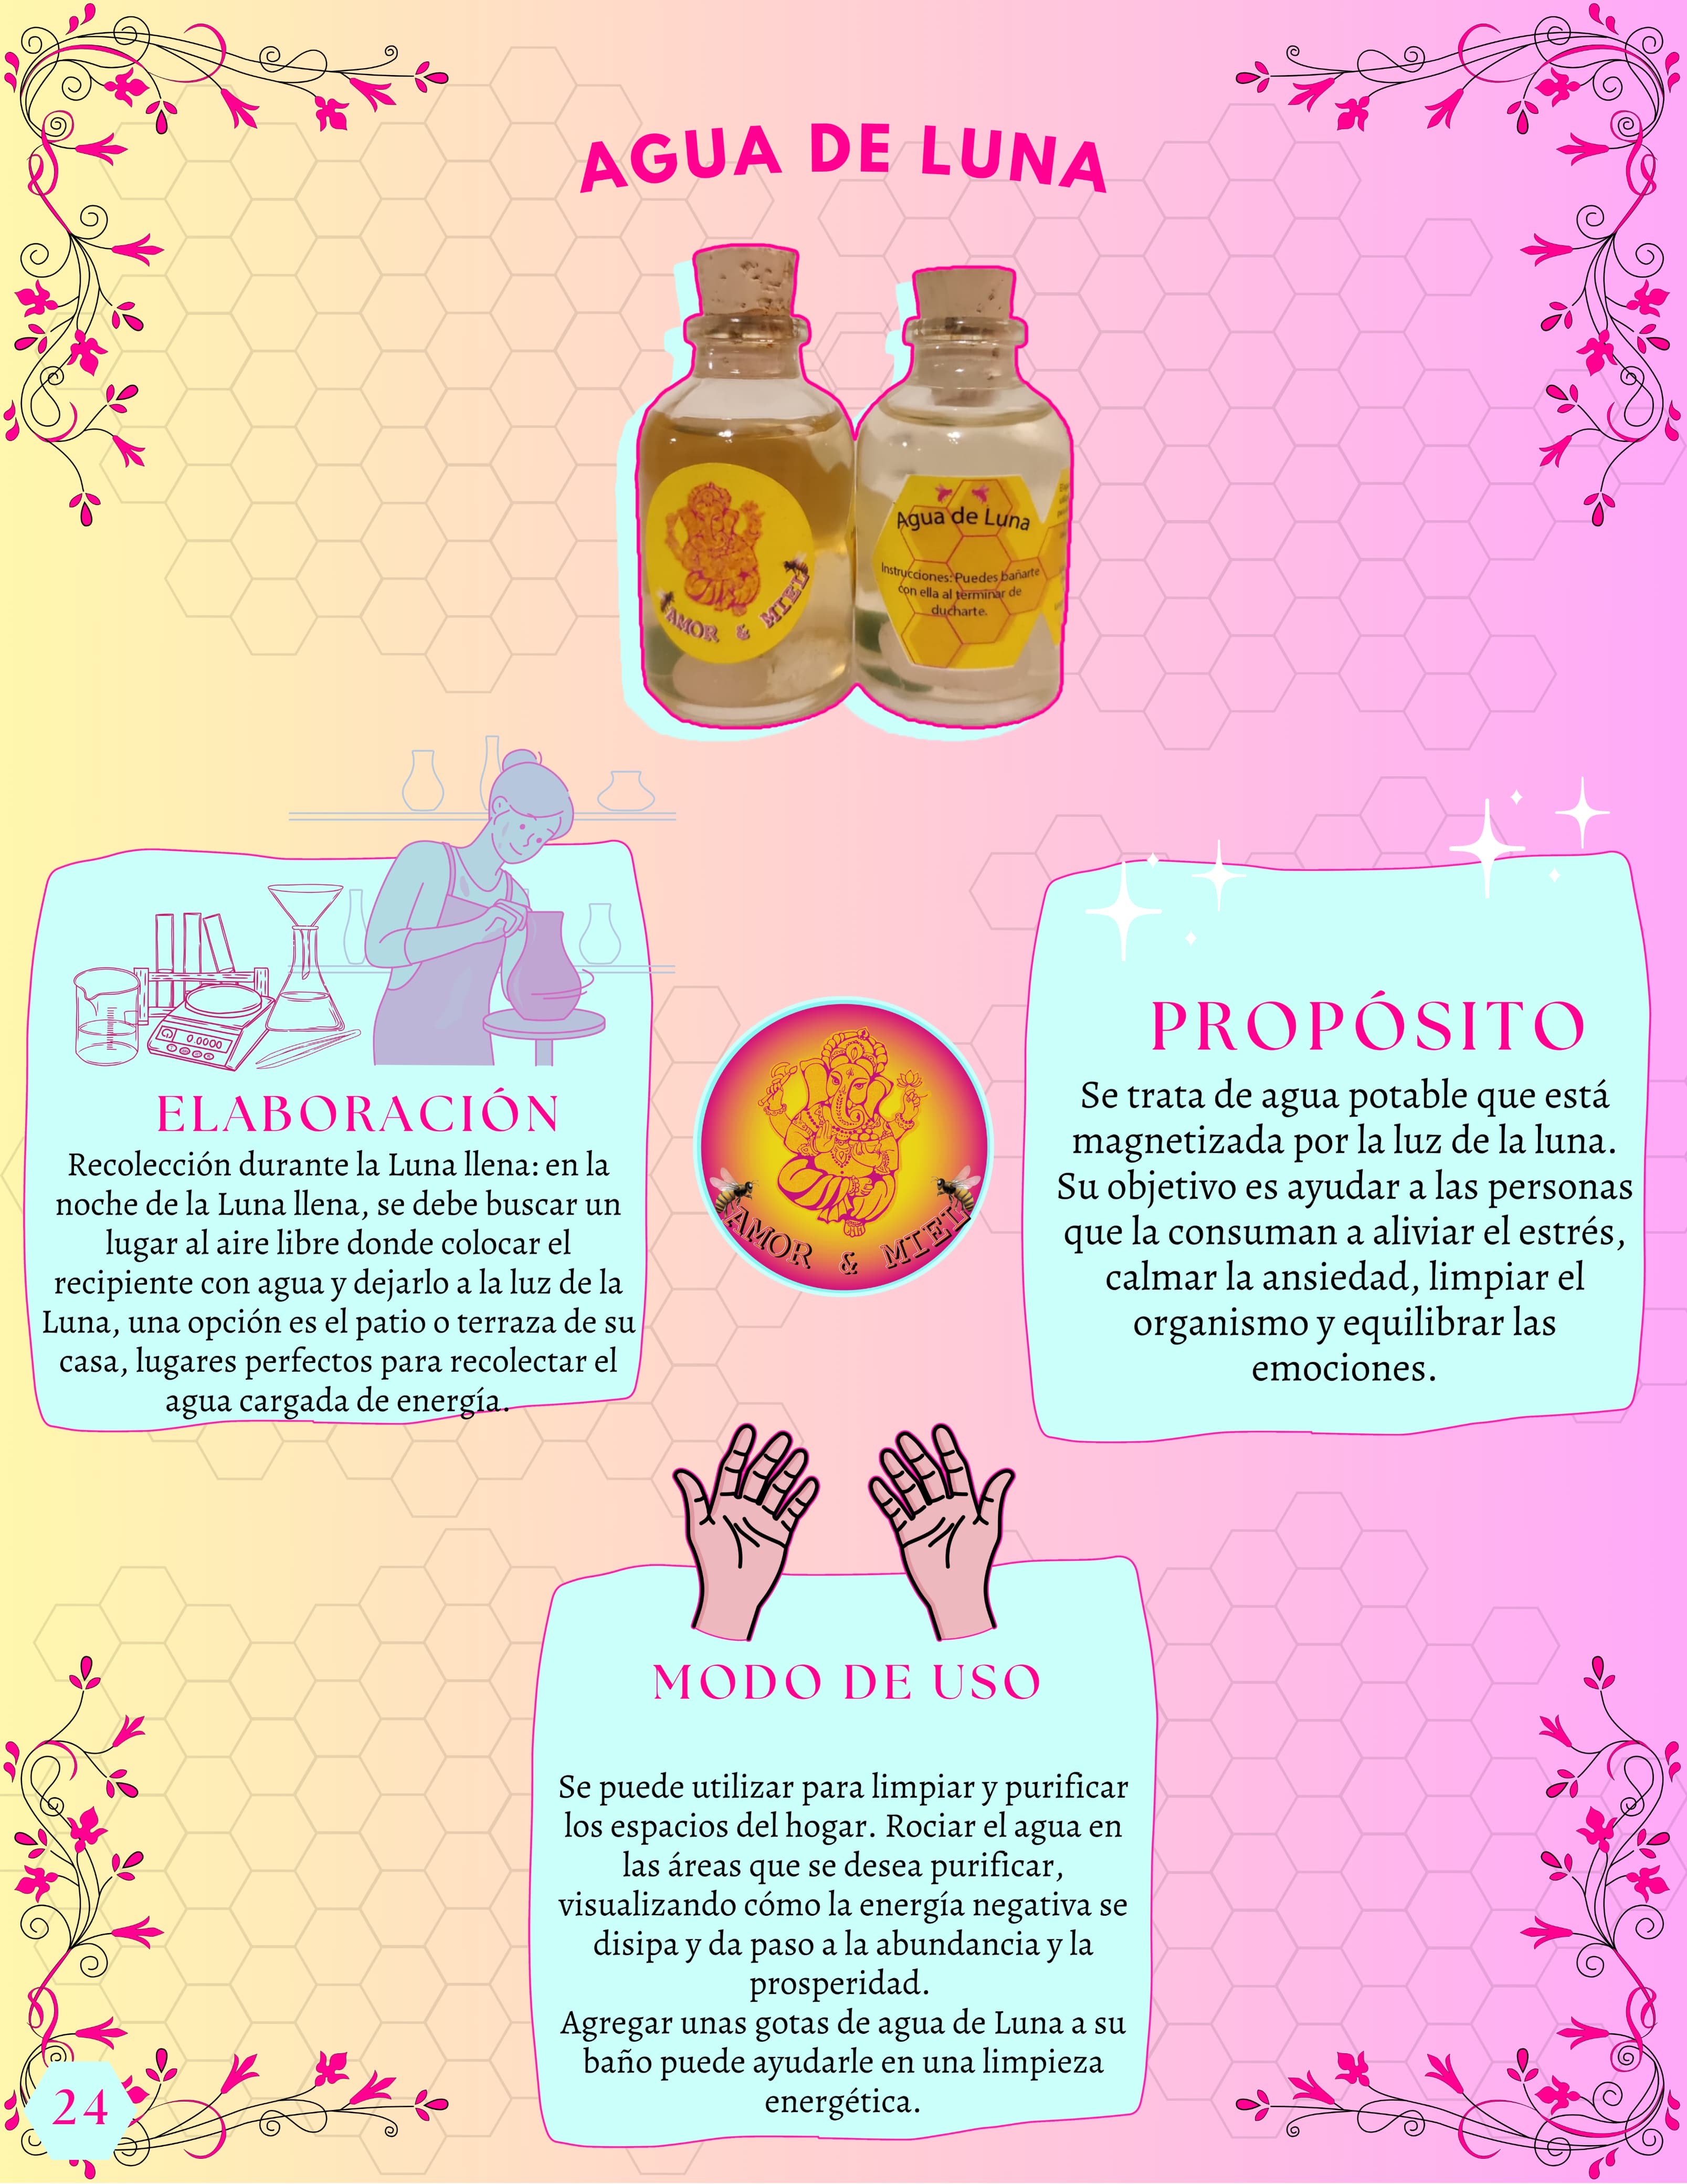 AGUA DE LUNA
AMOR & MIEL
Agua de Luna
Instrucciones: Puedes bañarte
con ella al terminar de
ducharte.
0.0000
ELABORACIÓN
Recolección durante la Luna llena: en la
noche de la Luna llena, se debe buscar un
lugar al aire libre donde colocar el
recipiente con agua y dejarlo a la luz de la
Luna, una opción es el patio o terraza de su
casa, lugares perfectos para recolectar el
agua cargada de energía.
AMOR & MIEL
PROPÓSITO
Se trata de agua potable que está
magnetizada por la luz de la luna.
Su objetivo es ayudar a las personas
que la consuman a aliviar el estrés,
calmar la ansiedad, limpiar el
organismo y equilibrar las
emociones.
MODO DE USO
Se puede utilizar para limpiar y purificar
los espacios del hogar. Rociar el agua en
las áreas que se desea purificar,
visualizando cómo la energía negativa se
disipa y da paso a la abundancia y la
prosperidad.
Agregar unas gotas de agua de Luna a su
baño puede ayudarle en una limpieza
energética.
24